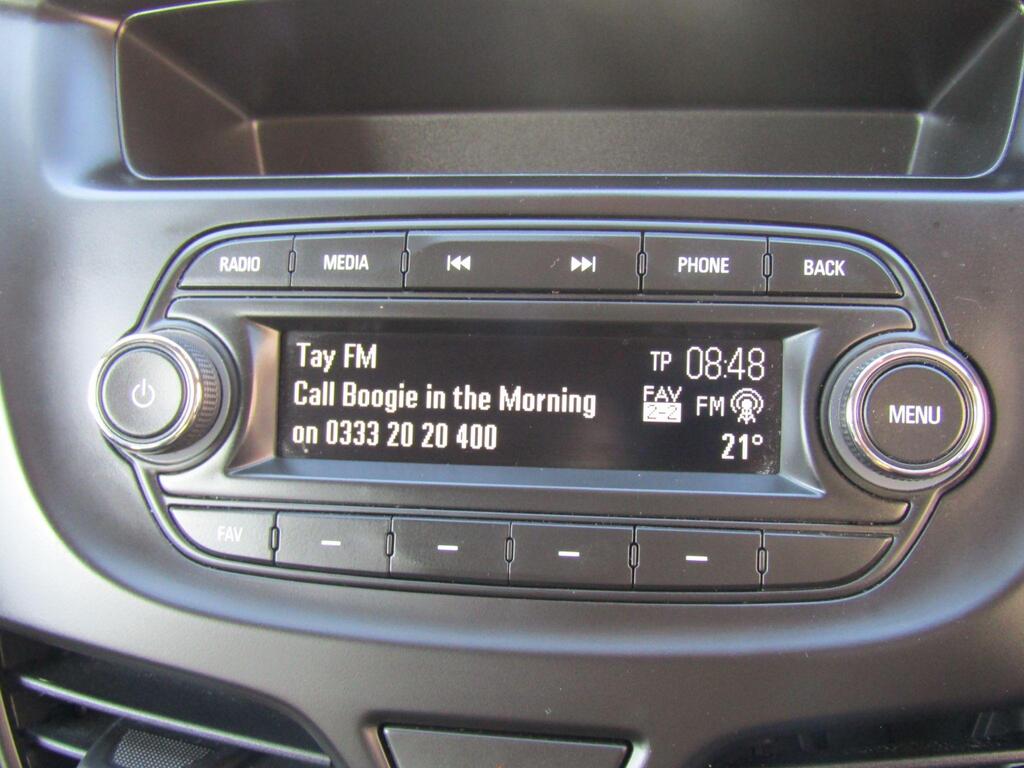 RADIO MEDIA PHONE BACK
Tay FM TP 08:48
Call Boogie in the Morning FAV 2-2 FM
on 0333 20 20 400 21°
MENU
FAV